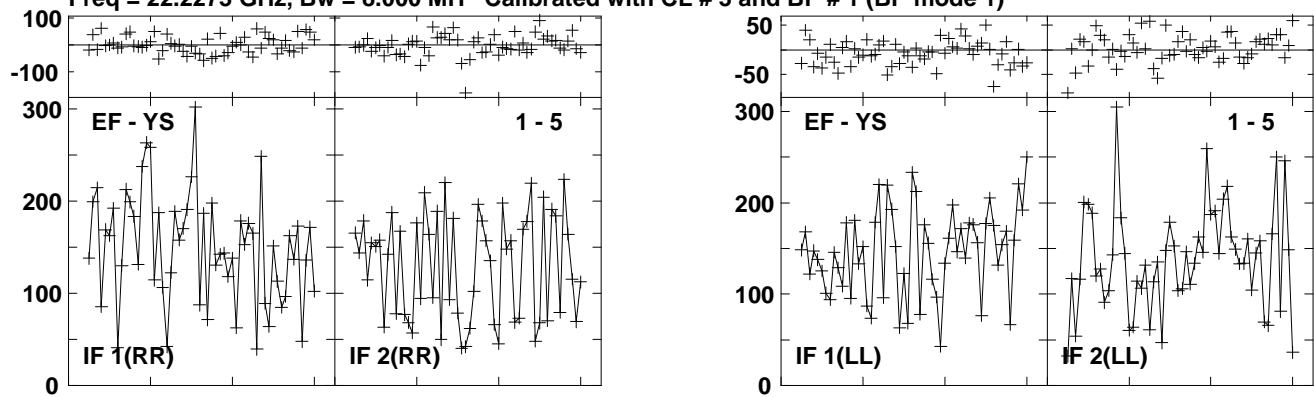 Freq = 22.2273 GHz, Bw = 8.000 MH Calibrated with CL # 3 and BP # 1 (BP mode 1)
100
-100
50
-50
300
200
100
0
EF - YS
1 - 5
IF 1(RR)
IF 2(RR)
300
200
100
0
EF - YS
1 - 5
IF 1(LL)
IF 2(LL)